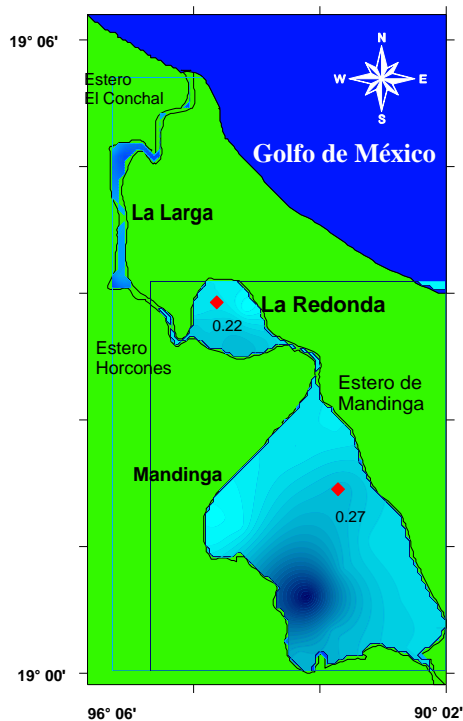 19° 06'
N
W
E
S
Estero
El Conchal
Golfo de México
La Larga
La Redonda
0.22
Estero
Horcones
Estero de
Mandinga
Mandinga
0.27
19° 00'
96° 06'
90° 02'